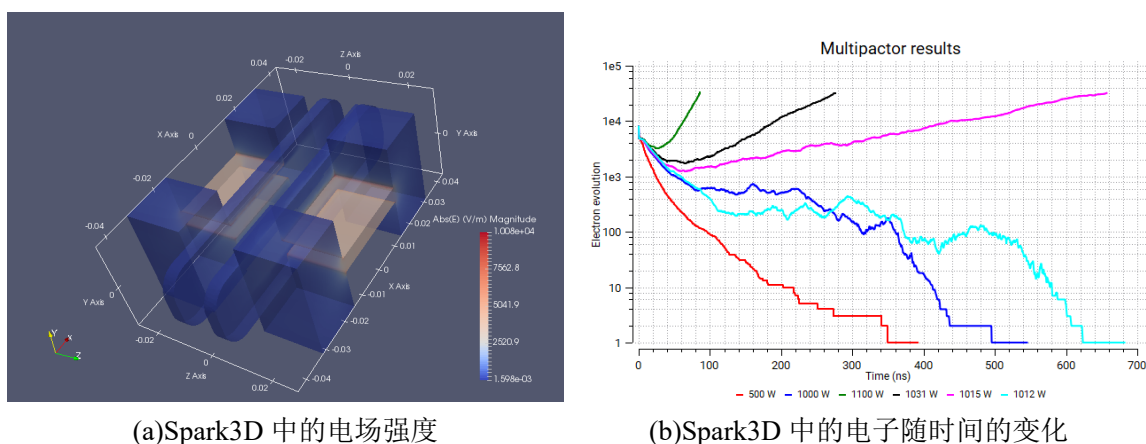 0.04
-0.02
Z Axis
0
0.02
0.02
X Axis
0
0
Y Axis
-0.02
-0.04
0.04
0.03
0.02
0.01
0
X Axis
-0.01
-0.02
-0.03
-0.04
Y Axis
0
-0.02
0
Z Axis
0.02
Abs(E) (V/m) Magnitude
1.008e+04
7562.8
5041.9
2520.9
1.598e-03
Y
X
Z
(a)Spark3D 中的电场强度
Multipactor results
Electron evolution
1e5
1e4
1e3
100
10
1
0 100 200 300 400 500 600 700
Time (ns)
500 W 1000 W 1100 W 1031 W 1015 W 1012 W
(b)Spark3D 中的电子随时间的变化